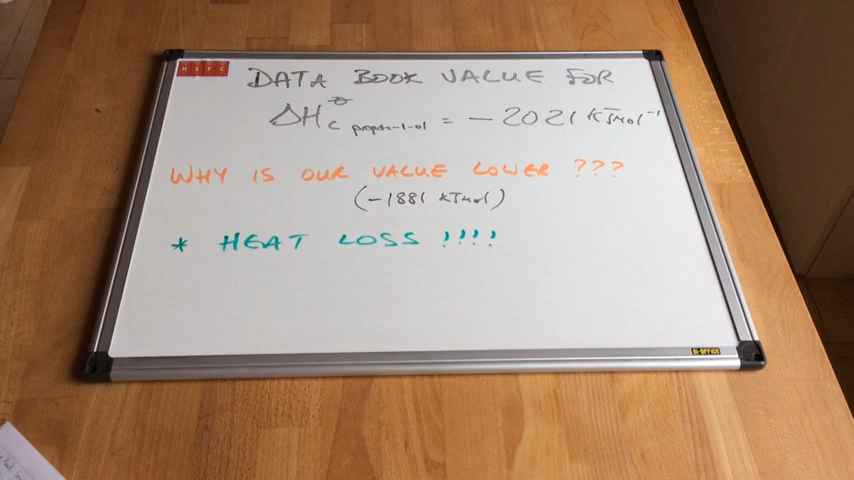 HSFC
DATA BOOK VALUE FOR
ΔH⦵c propan-1-ol = -2021 kJmol⁻¹
WHY IS OUR VALUE LOWER ???
(-1881 kJmol)
* HEAT LOSS !!!!
Bi-OFFICE